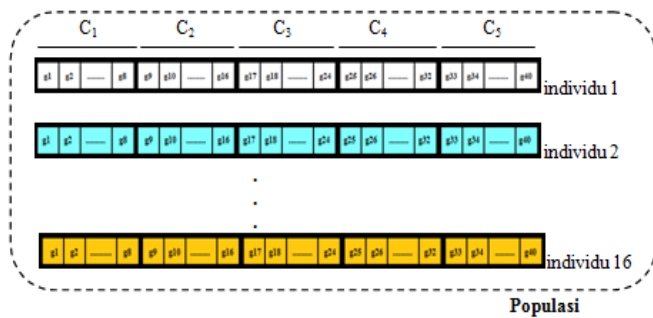 C₁ C₂ C₃ C₄ C₅
g1 g2 ........ g8 g9 g10 ........ g16 g17 g18 ........ g24 g25 g26 ........ g32 g33 g34 ........ g40 individu 1
g1 g2 ........ g8 g9 g10 ........ g16 g17 g18 ........ g24 g25 g26 ........ g32 g33 g34 ........ g40 individu 2
.
.
.
g1 g2 ........ g8 g9 g10 ........ g16 g17 g18 ........ g24 g25 g26 ........ g32 g33 g34 ........ g40 individu 16
Populasi